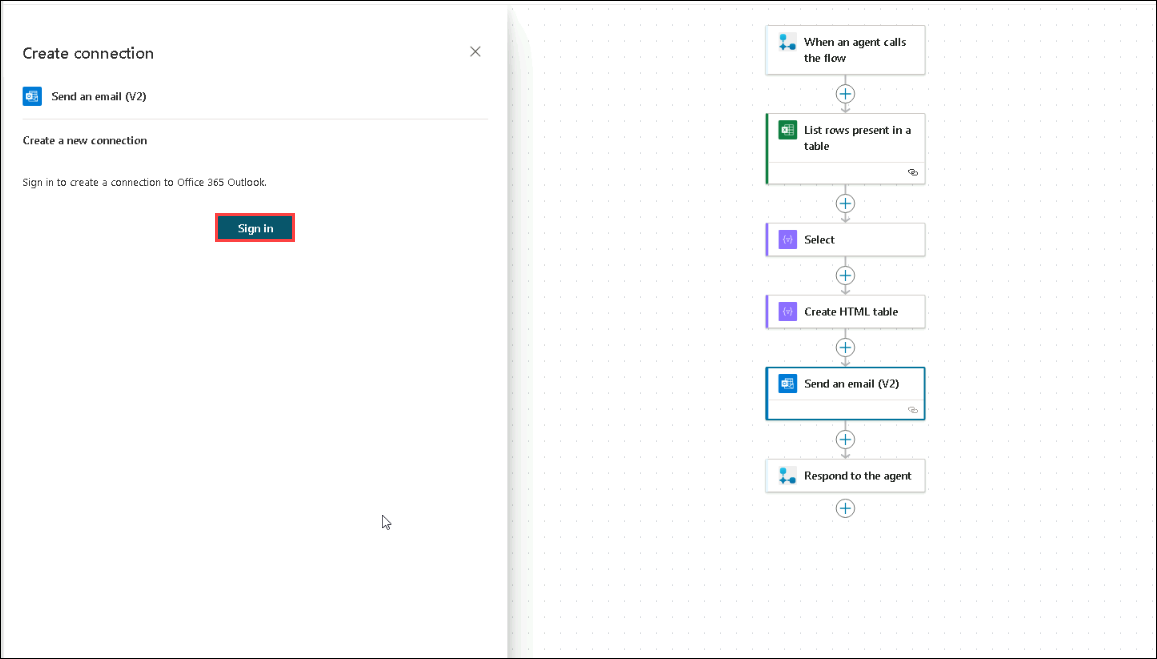 Create connection
Send an email (V2)
Create a new connection
Sign in to create a connection to Office 365 Outlook.
Sign in
When an agent calls
the flow
List rows present in a
table
Select
Create HTML table
Send an email (V2)
Respond to the agent